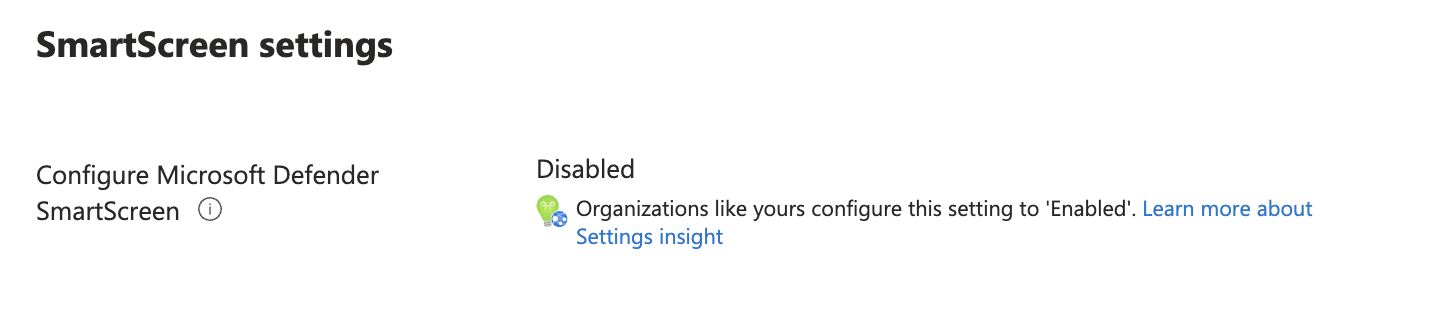 SmartScreen settings
Configure Microsoft Defender
SmartScreen
Disabled
Organizations like yours configure this setting to 'Enabled'. Learn more about
Settings insight